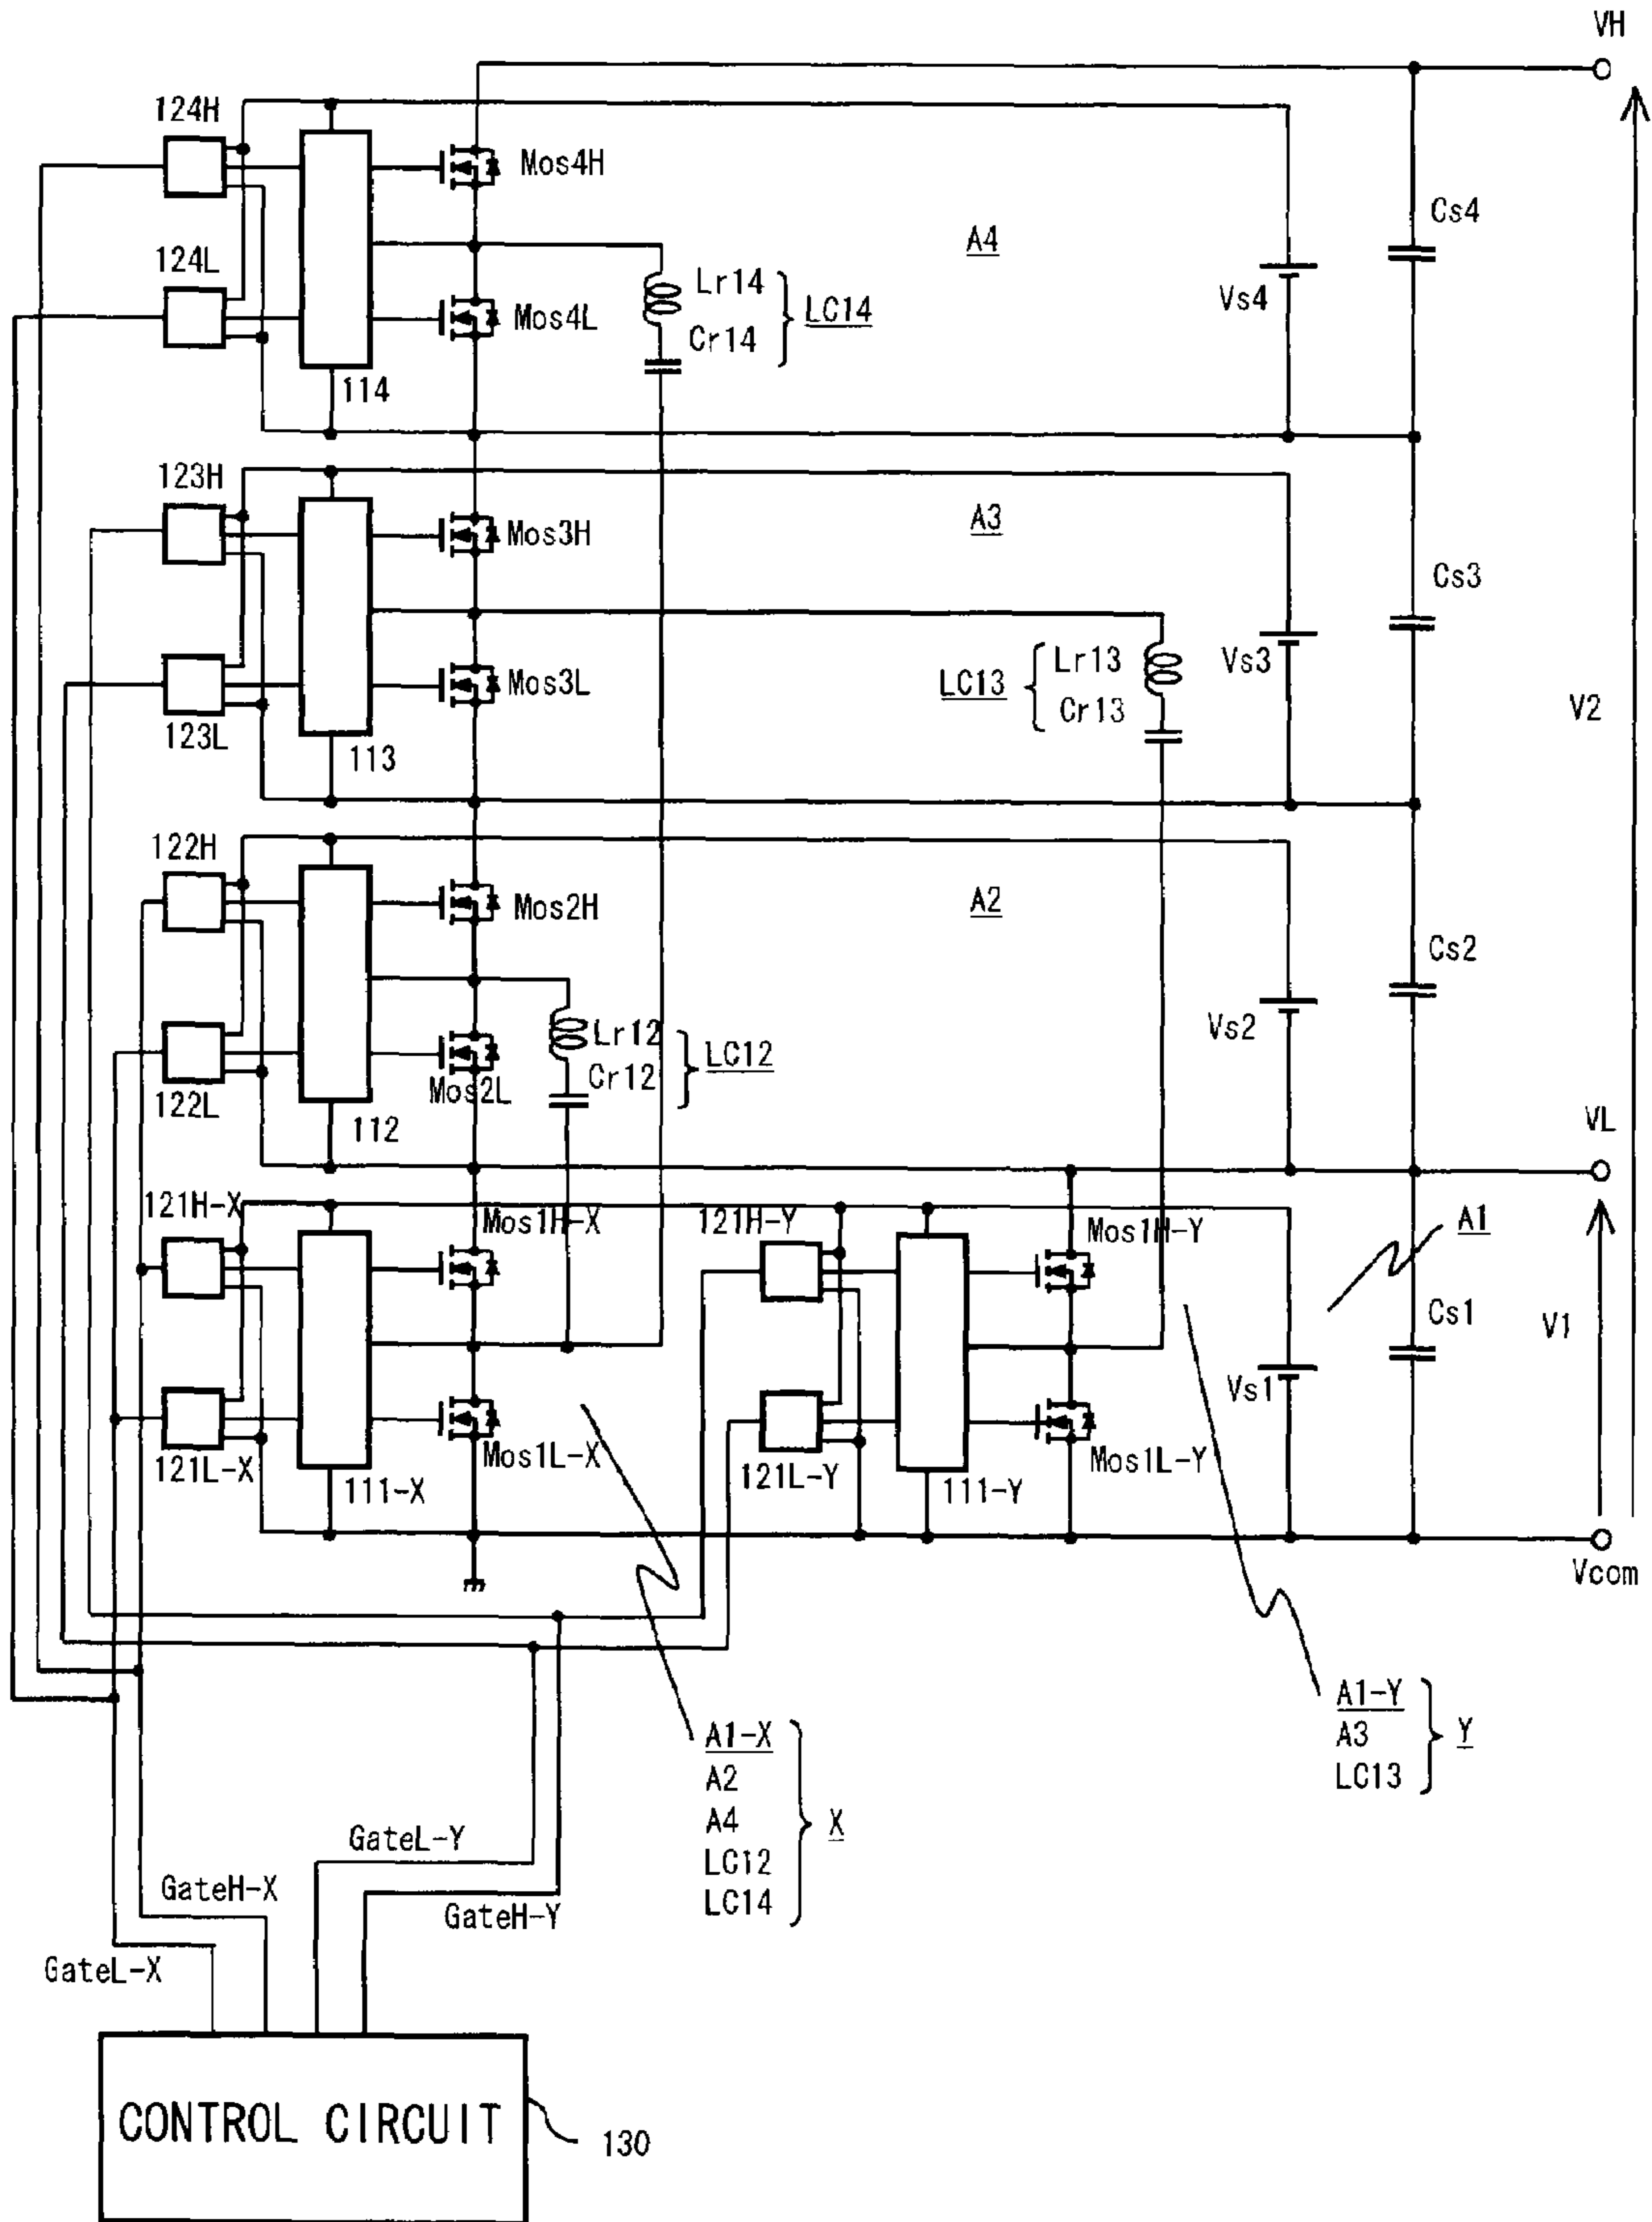 VH
124H
Mos4H
Cs4
A4
124L
Lr14
Vs4
Mos4L
LC14
Cr14
114
123H
A3
Mos3H
Cs3
Lr13
Vs3
Mos3L
LC13
V2
Cr13
123L
113
122H
A2
Mos2H
Cs2
Lr12
Vs2
LC12
Cr12
Mos2L
122L
VL
112
121H-X
Mos1H-X
121H-Y
Mos1H-Y
A1
Cs1
V1
Vs1
Mos1L-X
Mos1L-Y
121L-X
121L-Y
111-X
111-Y
Vcom
A1-Y
A3
Y
LC13
A1-X
A2
A4
X
LC12
LC14
GateL-Y
GateH-X
GateH-Y
GateL-X
CONTROL CIRCUIT
130